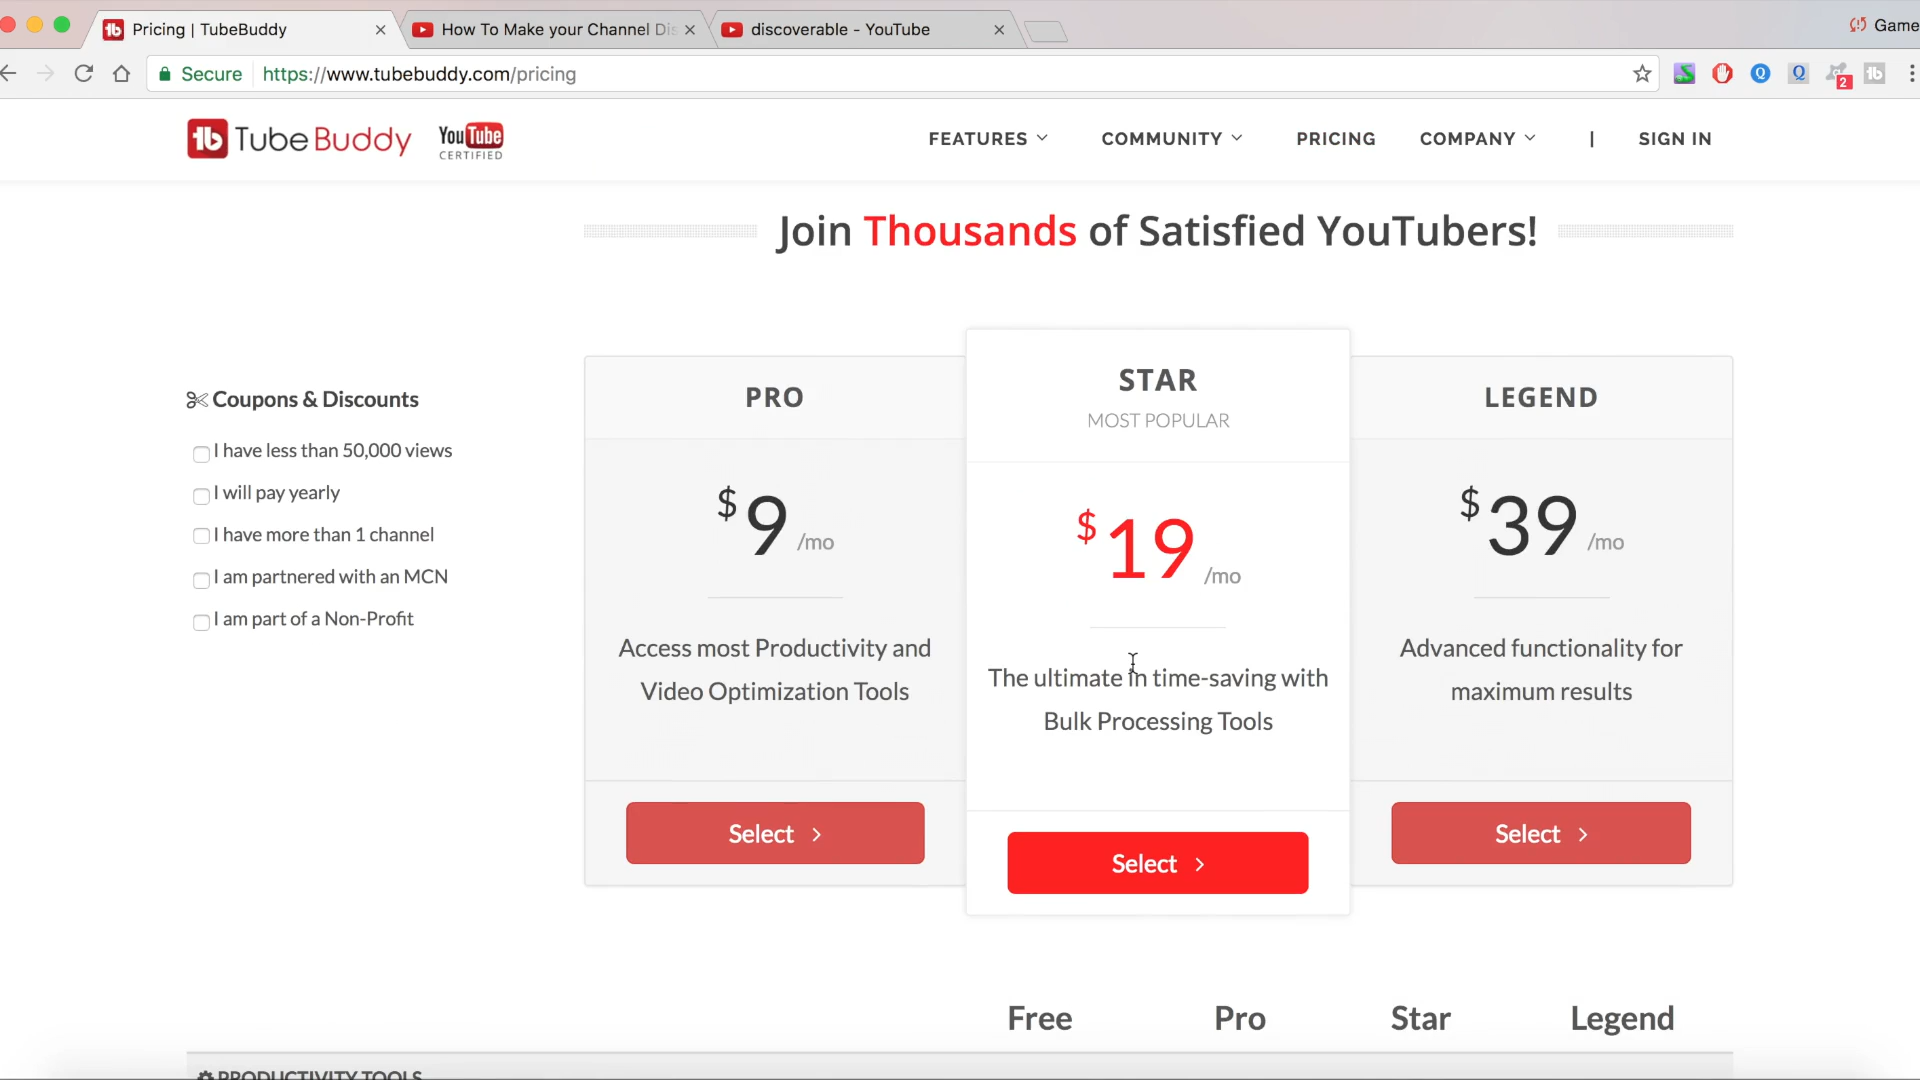 Pricing | TubeBuddy
How To Make your Channel Dis
discoverable - YouTube
Game
Secure
https://www.tubebuddy.com/pricing
2
TubeBuddy
YouTube
CERTIFIED
FEATURES
COMMUNITY
PRICING
COMPANY
|
SIGN IN
Join Thousands of Satisfied YouTubers!
Coupons & Discounts
I have less than 50,000 views
I will pay yearly
I have more than 1 channel
I am partnered with an MCN
I am part of a Non-Profit
PRO
$9 /mo
Access most Productivity and
Video Optimization Tools
Select
STAR
MOST POPULAR
$19 /mo
The ultimate in time-saving with
Bulk Processing Tools
Select
LEGEND
$39 /mo
Advanced functionality for
maximum results
Select
Free Pro Star Legend
PRODUCTIVITY TOOLS